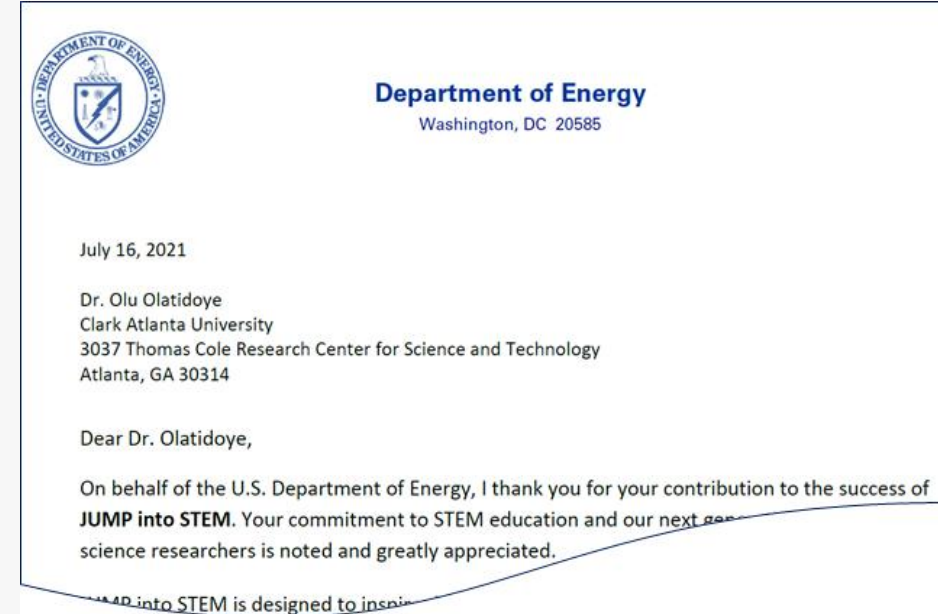 DEPARTMENT OF ENERGY
UNITED STATES OF AMERICA
Department of Energy
Washington, DC 20585
July 16, 2021
Dr. Olu Olatidoye
Clark Atlanta University
3037 Thomas Cole Research Center for Science and Technology
Atlanta, GA 30314
Dear Dr. Olatidoye,
On behalf of the U.S. Department of Energy, I thank you for your contribution to the success of
JUMP into STEM. Your commitment to STEM education and our next
science researchers is noted and greatly appreciated.
JUMP into STEM is designed to